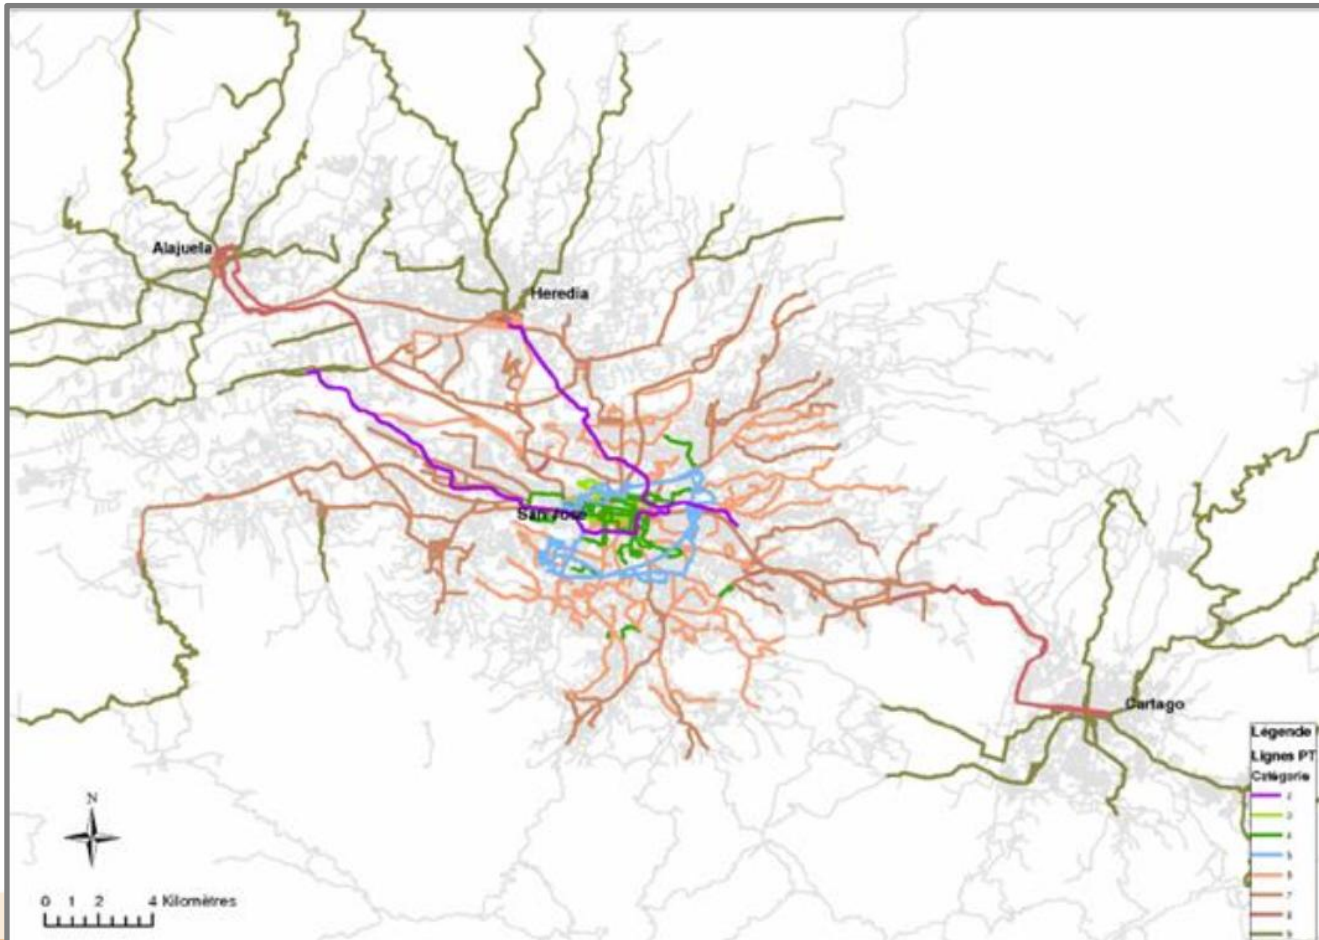 Alajuela
Heredia
San José
Cartago
Légende
Lignes PT
Catégorie
N
0 1 2 4 Kilomètres